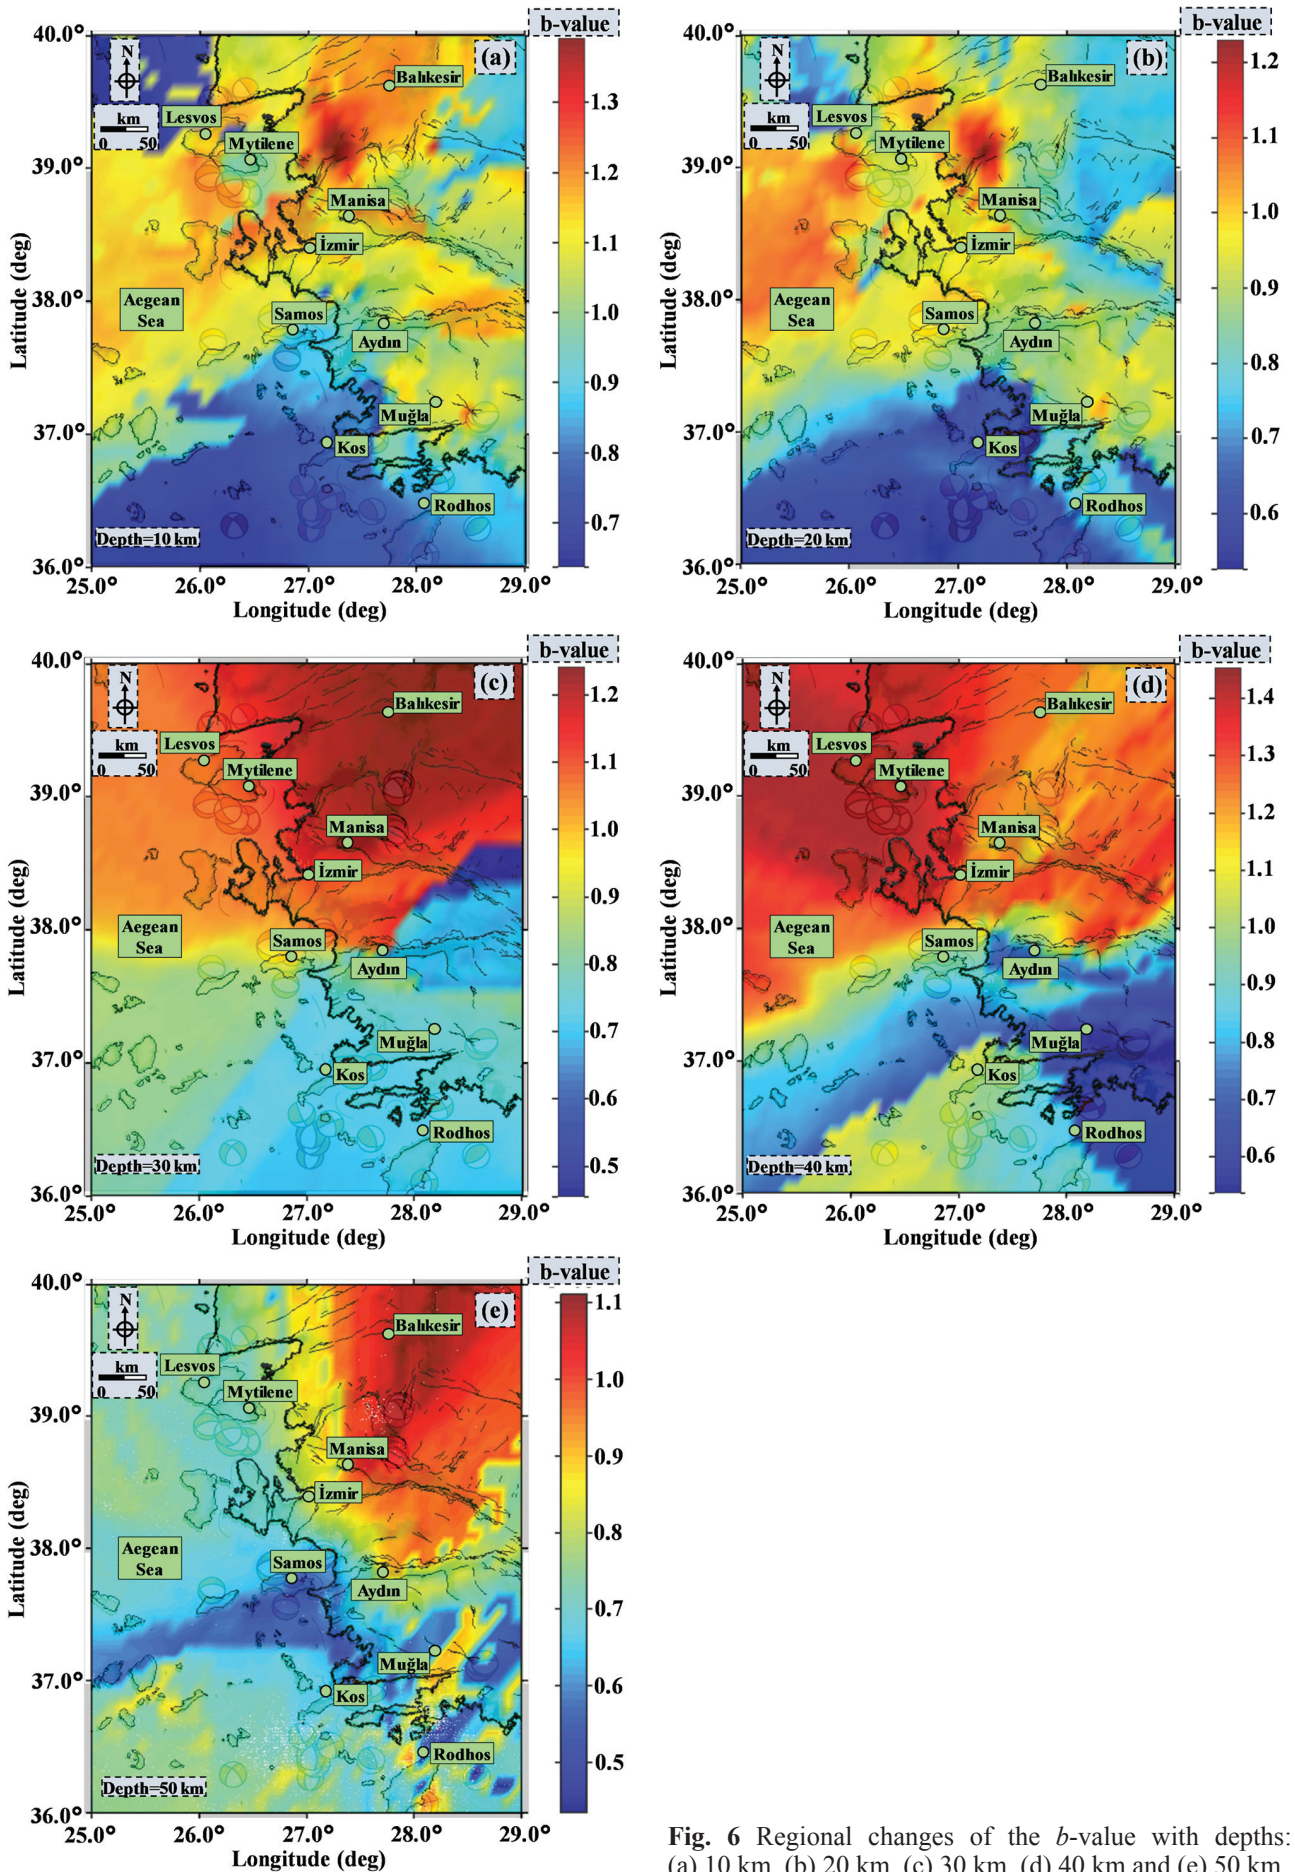 b-value
(a)
40.0°
39.0°
38.0°
37.0°
36.0°
Latitude (deg)
N
km
0 50
Balıkesir
Lesvos
Mytilene
Manisa
İzmir
Aegean
Sea
Samos
Aydın
Muğla
Kos
Rodhos
Depth=10 km
25.0° 26.0° 27.0° 28.0° 29.0°
Longitude (deg)
1.3
1.2
1.1
1.0
0.9
0.8
0.7
b-value
(b)
40.0°
39.0°
38.0°
37.0°
36.0°
Latitude (deg)
N
km
0 50
Balıkesir
Lesvos
Mytilene
Manisa
İzmir
Aegean
Sea
Samos
Aydın
Muğla
Kos
Rodhos
Depth=20 km
25.0° 26.0° 27.0° 28.0° 29.0°
Longitude (deg)
1.2
1.1
1.0
0.9
0.8
0.7
0.6
b-value
(c)
40.0°
39.0°
38.0°
37.0°
36.0°
Latitude (deg)
N
km
0 50
Balıkesir
Lesvos
Mytilene
Manisa
İzmir
Aegean
Sea
Samos
Aydın
Muğla
Kos
Rodhos
Depth=30 km
25.0° 26.0° 27.0° 28.0° 29.0°
Longitude (deg)
1.2
1.1
1.0
0.9
0.8
0.7
0.6
0.5
b-value
(d)
40.0°
39.0°
38.0°
37.0°
36.0°
Latitude (deg)
N
km
0 50
Balıkesir
Lesvos
Mytilene
Manisa
İzmir
Aegean
Sea
Samos
Aydın
Muğla
Kos
Rodhos
Depth=40 km
25.0° 26.0° 27.0° 28.0° 29.0°
Longitude (deg)
1.4
1.3
1.2
1.1
1.0
0.9
0.8
0.7
0.6
b-value
(e)
40.0°
39.0°
38.0°
37.0°
36.0°
Latitude (deg)
N
km
0 50
Balıkesir
Lesvos
Mytilene
Manisa
İzmir
Aegean
Sea
Samos
Aydın
Muğla
Kos
Rodhos
Depth=50 km
25.0° 26.0° 27.0° 28.0° 29.0°
Longitude (deg)
1.1
1.0
0.9
0.8
0.7
0.6
0.5
Fig. 6 Regional changes of the b-value with depths:
(a) 10 km, (b) 20 km, (c) 30 km, (d) 40 km and (e) 50 km